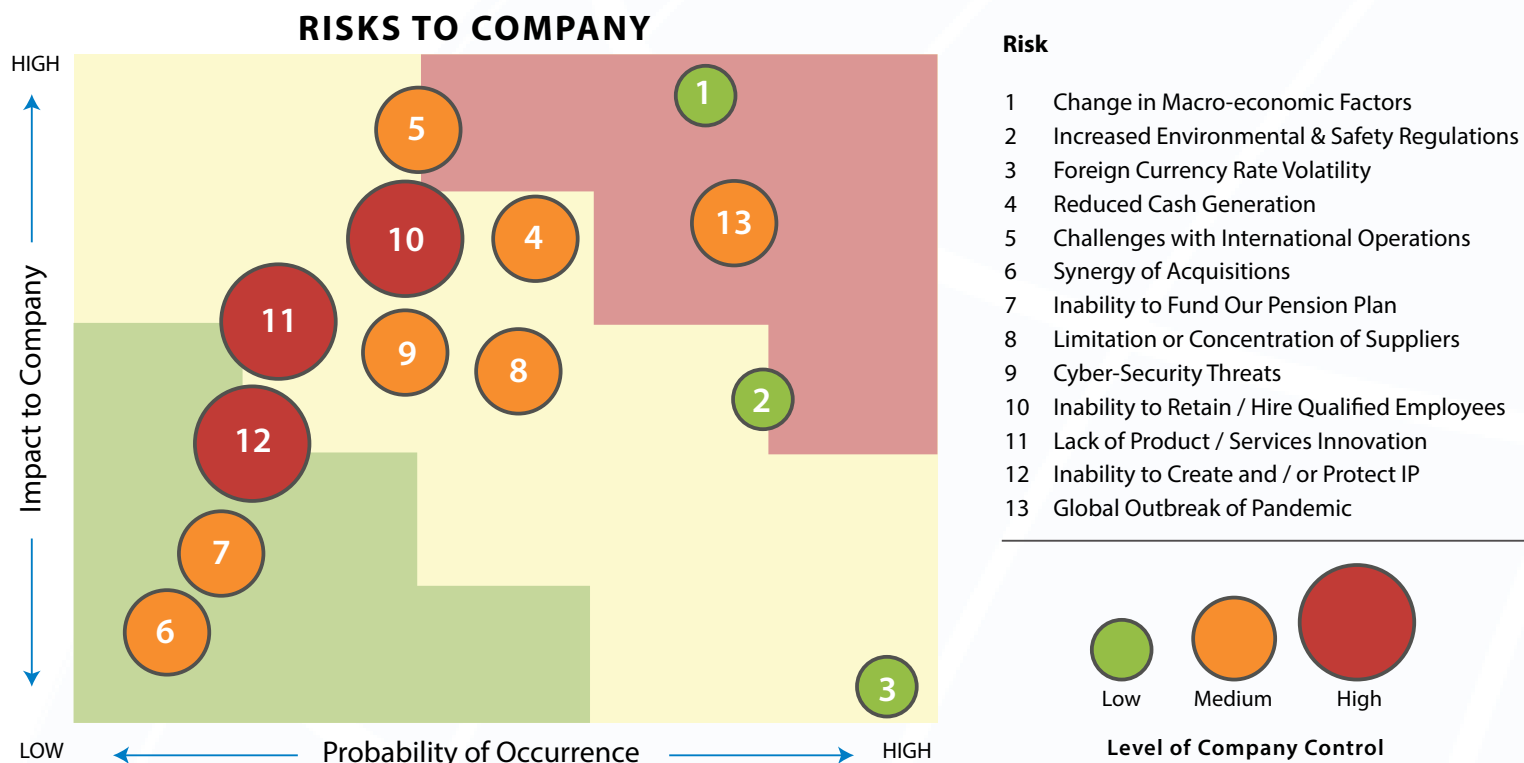 RISKS TO COMPANY
HIGH
Impact to Company
1
5
13
10
4
11
9
8
2
12
7
6
3
LOW
Probability of Occurrence
HIGH
Risk
1 Change in Macro-economic Factors
2 Increased Environmental & Safety Regulations
3 Foreign Currency Rate Volatility
4 Reduced Cash Generation
5 Challenges with International Operations
6 Synergy of Acquisitions
7 Inability to Fund Our Pension Plan
8 Limitation or Concentration of Suppliers
9 Cyber-Security Threats
10 Inability to Retain / Hire Qualified Employees
11 Lack of Product / Services Innovation
12 Inability to Create and / or Protect IP
13 Global Outbreak of Pandemic
Low
Medium
High
Level of Company Control